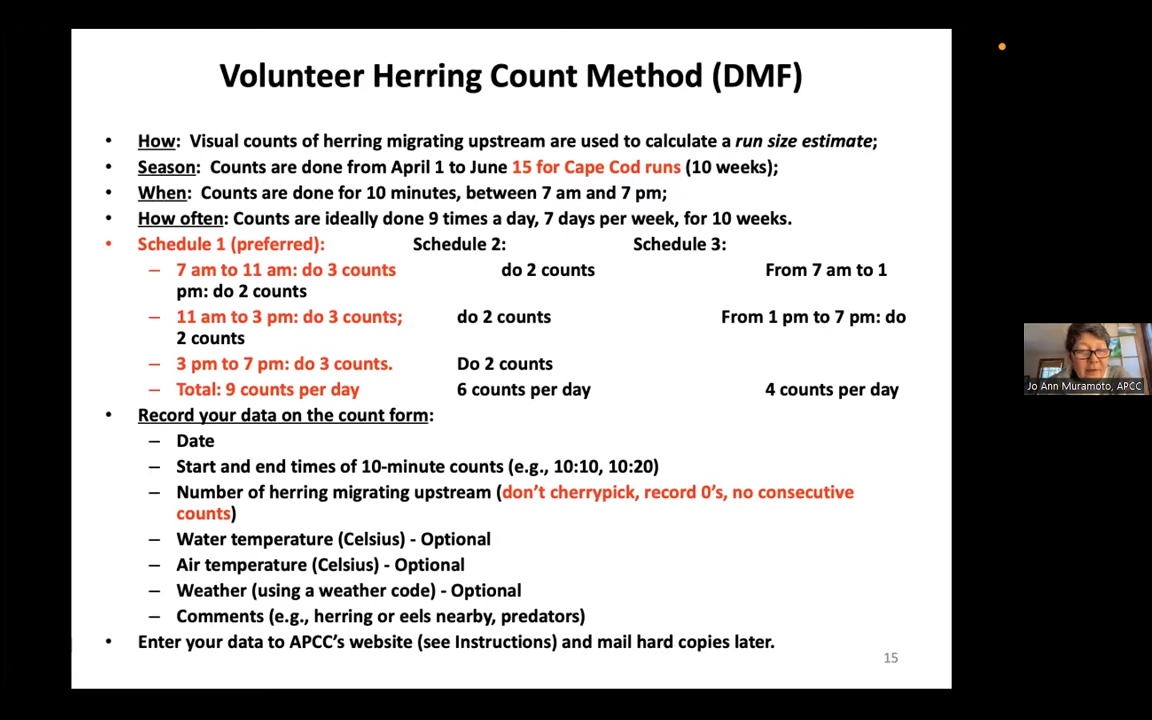 Volunteer Herring Count Method (DMF)
• How: Visual counts of herring migrating upstream are used to calculate a run size estimate;
• Season: Counts are done from April 1 to June 15 for Cape Cod runs (10 weeks);
• When: Counts are done for 10 minutes, between 7 am and 7 pm;
• How often: Counts are ideally done 9 times a day, 7 days per week, for 10 weeks.
• Schedule 1 (preferred): Schedule 2: Schedule 3:
– 7 am to 11 am: do 3 counts do 2 counts From 7 am to 1
pm: do 2 counts
– 11 am to 3 pm: do 3 counts; do 2 counts From 1 pm to 7 pm: do
2 counts
– 3 pm to 7 pm: do 3 counts. Do 2 counts
– Total: 9 counts per day 6 counts per day 4 counts per day
• Record your data on the count form:
– Date
– Start and end times of 10-minute counts (e.g., 10:10, 10:20)
– Number of herring migrating upstream (don't cherrypick, record 0's, no consecutive
counts)
– Water temperature (Celsius) - Optional
– Air temperature (Celsius) - Optional
– Weather (using a weather code) - Optional
– Comments (e.g., herring or eels nearby, predators)
• Enter your data to APCC's website (see Instructions) and mail hard copies later.
15
Jo Ann Muramoto, APCC